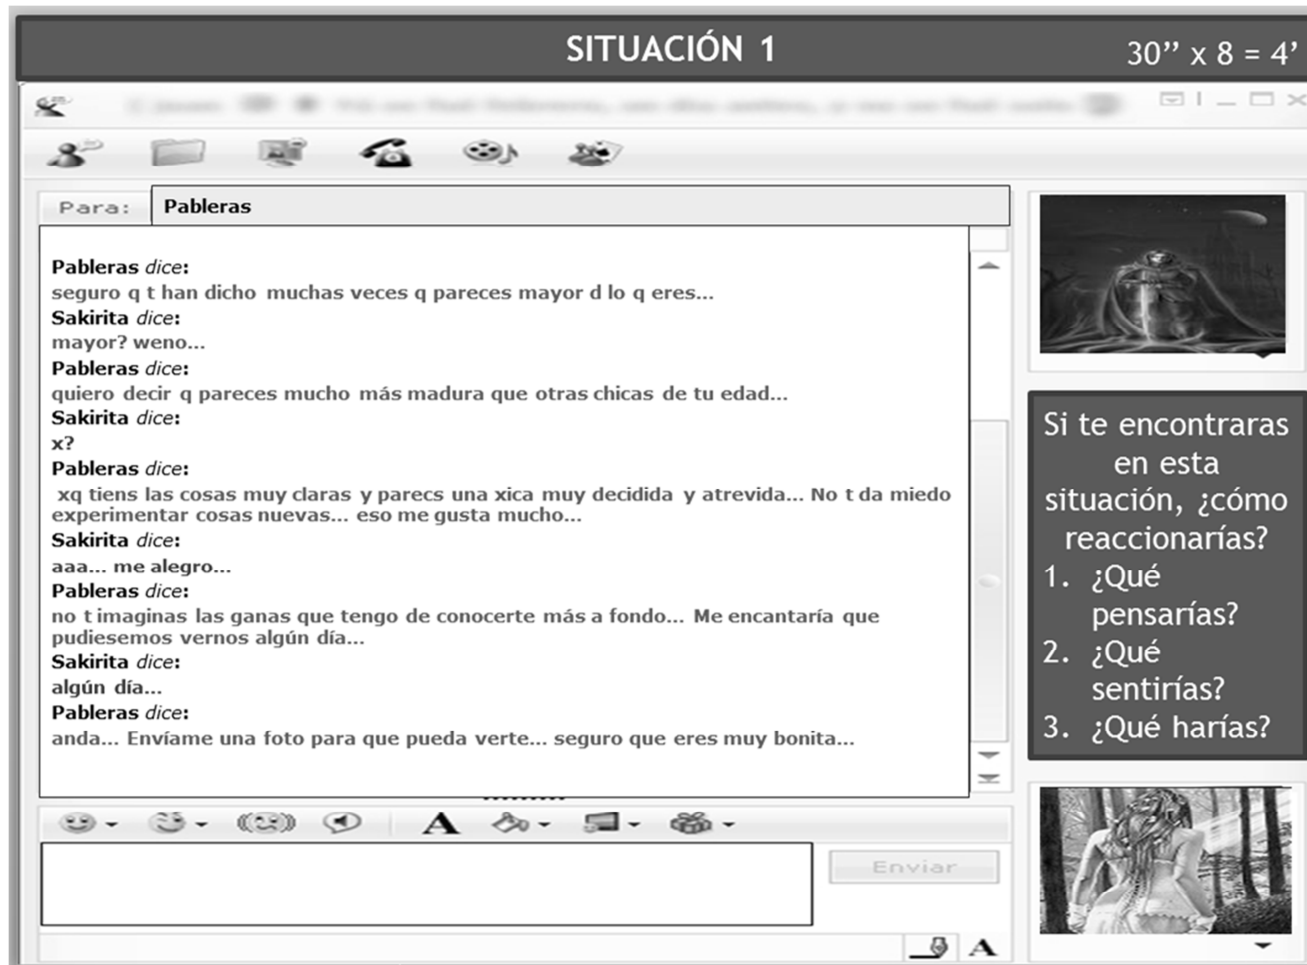 SITUACIÓN 1
30” x 8 = 4’
Para:
Pableras
Pableras dice:
seguro q t han dicho muchas veces q pareces mayor d lo q eres...
Sakirita dice:
mayor? weno...
Pableras dice:
quiero decir q pareces mucho más madura que otras chicas de tu edad...
Sakirita dice:
x?
Pableras dice:
xq tiens las cosas muy claras y parecs una xica muy decidida y atrevida... No t da miedo
experimentar cosas nuevas... eso me gusta mucho...
Sakirita dice:
aaa... me alegro...
Pableras dice:
no t imaginas las ganas que tengo de conocerte más a fondo... Me encantaría que
pudiesemos vernos algún día...
Sakirita dice:
algún día...
Pableras dice:
anda... Envíame una foto para que pueda verte... seguro que eres muy bonita...
Si te encontraras
en esta
situación, ¿cómo
reaccionarías?
1. ¿Qué
pensarías?
2. ¿Qué
sentirías?
3. ¿Qué harías?
A
Enviar
A